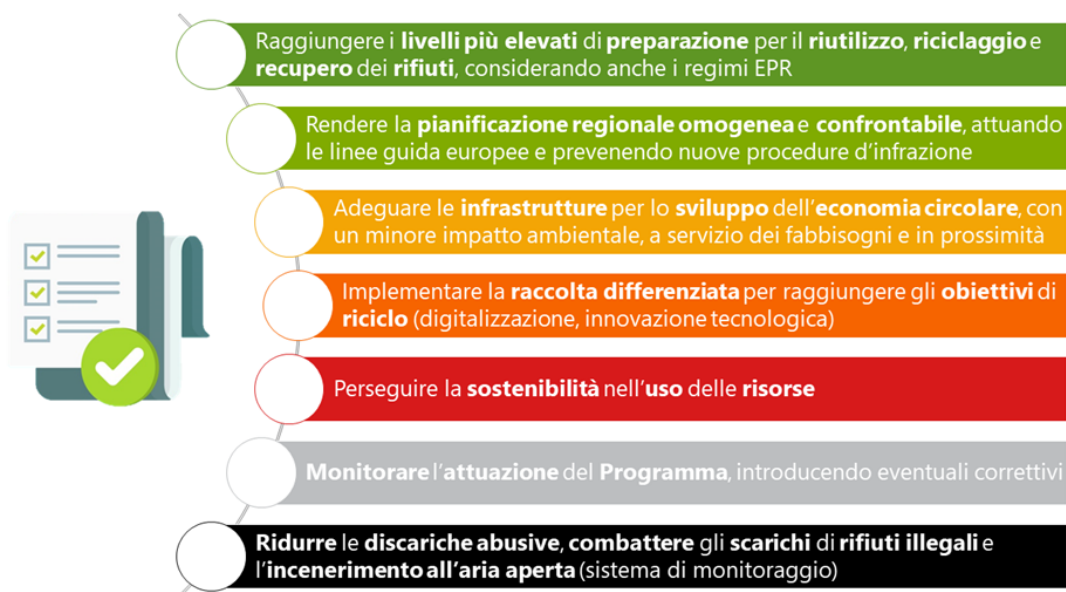 Raggiungere i livelli più elevati di preparazione per il riutilizzo, riciclaggio e
recupero dei rifiuti, considerando anche i regimi EPR
Rendere la pianificazione regionale omogenea e confrontabile, attuando
le linee guida europee e prevenendo nuove procedure d'infrazione
Adeguare le infrastrutture per lo sviluppo dell'economia circolare, con
un minore impatto ambientale, a servizio dei fabbisogni e in prossimità
Implementare la raccolta differenziata per raggiungere gli obiettivi di
riciclo (digitalizzazione, innovazione tecnologica)
Perseguire la sostenibilità nell'uso delle risorse
Monitorare l'attuazione del Programma, introducendo eventuali correttivi
Ridurre le discariche abusive, combattere gli scarichi di rifiuti illegali e
l'incenerimento all'aria aperta (sistema di monitoraggio)